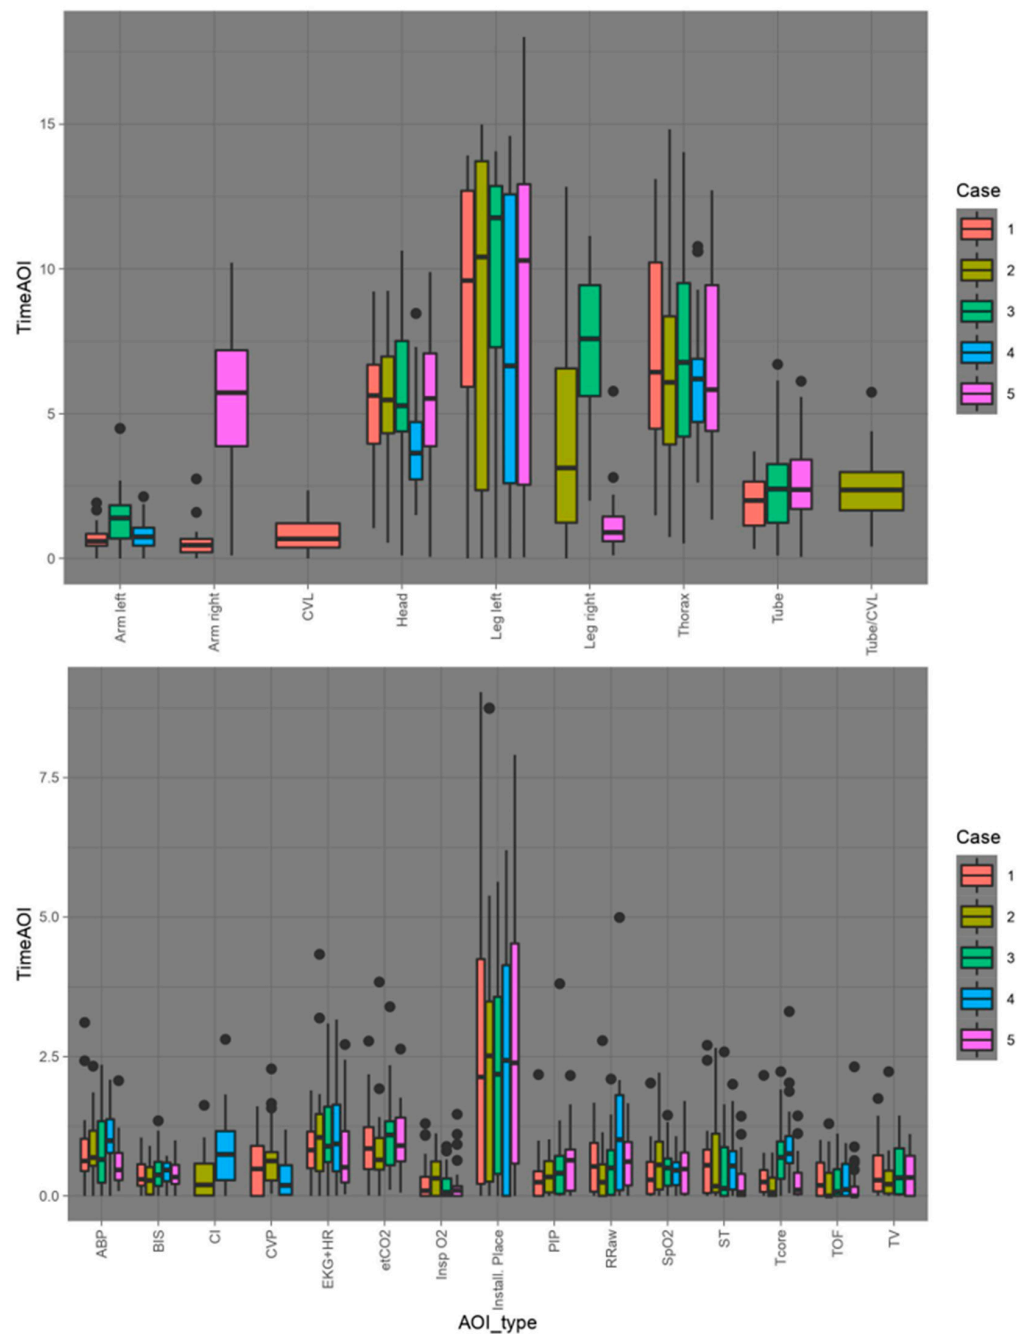 TimeAOI
15
10
5
0
Arm left
Arm right
CVL
Head
Leg left
Leg right
Thorax
Tube
Tube/CVL
Case
1
2
3
4
5
TimeAOI
7.5
5.0
2.5
0.0
ABP
BIS
CI
CVP
EKG+HR
etCO2
Insp O2
Install. Place
PIP
RRaw
SpO2
ST
Tcore
TOF
TV
AOI_type
Case
1
2
3
4
5